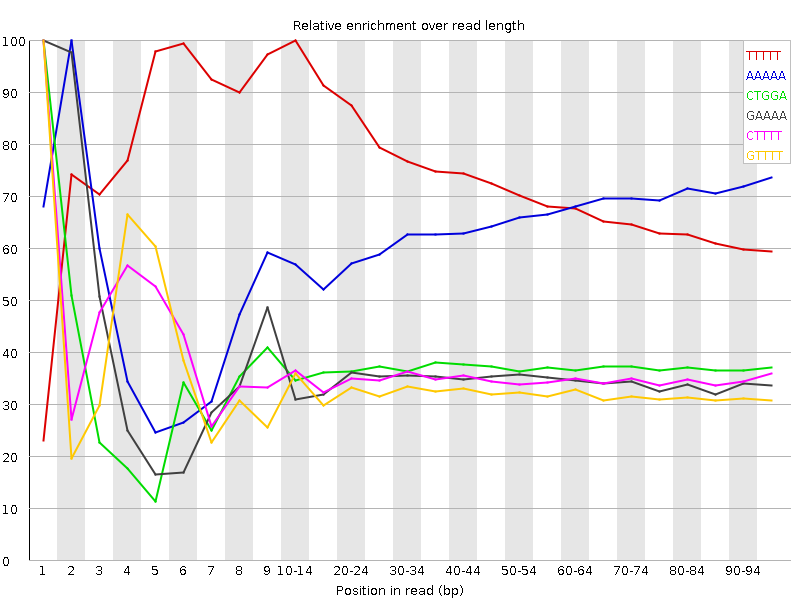 Relative enrichment over read length
100
90
80
70
60
50
40
30
20
10
0
TTTTT
AAAAA
CTGGA
GAAAA
CTTTT
GTTTT
1 2 3 4 5 6 7 8 9 10-14 20-24 30-34 40-44 50-54 60-64 70-74 80-84 90-94
Position in read (bp)